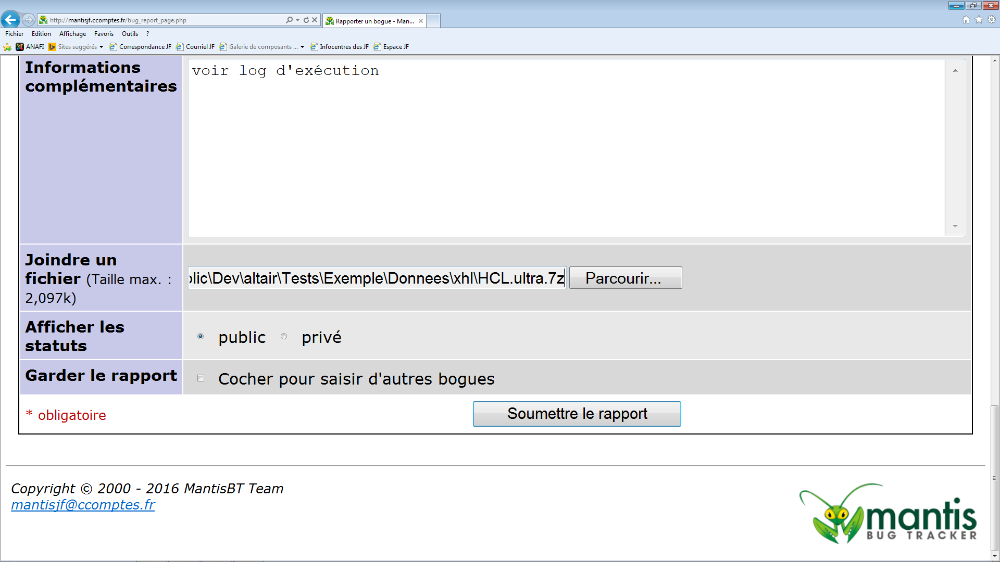 http://mantisjf.ccomptes.fr/bug_report_page.php
Rapporter un bogue - Man...
Fichier Edition Affichage Favoris Outils ?
ANAFI Sites suggérés Correspondance JF Courriel JF Galerie de composants ... Infocentres des JF Espace JF
Informations
complémentaires
voir log d'exécution
Joindre un
fichier (Taille max. :
2,097k)
olic\Dev\altair\Tests\Exemple\Donnees\xhl\HCL.ultra.7z
Parcourir...
Afficher les
statuts
public privé
Garder le rapport
Cocher pour saisir d'autres bogues
* obligatoire
Soumettre le rapport
Copyright © 2000 - 2016 MantisBT Team
mantisjf@ccomptes.fr
mantis
BUG TRACKER